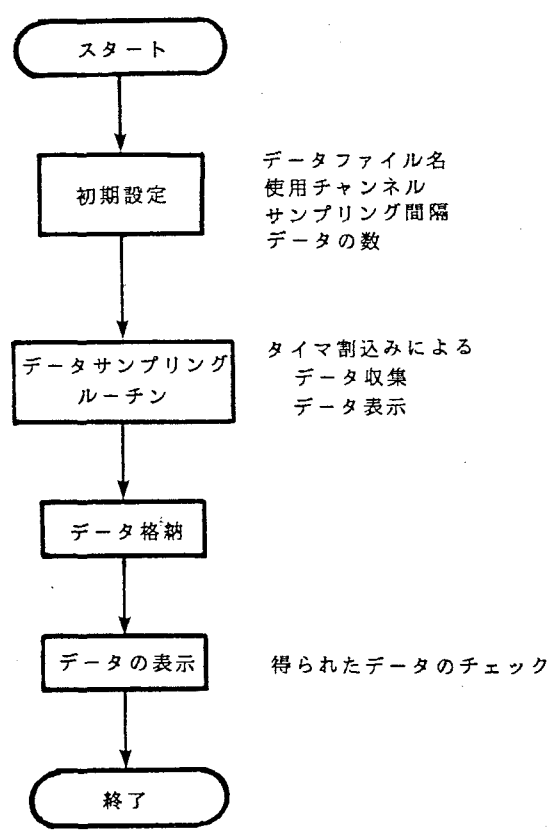 スタート
初期設定
データファイル名
使用チャンネル
サンプリング間隔
データの数
データサンプリング
ルーチン
タイマ割込みによる
データ収集
データ表示
データ格納
データの表示
得られたデータのチェック
終了